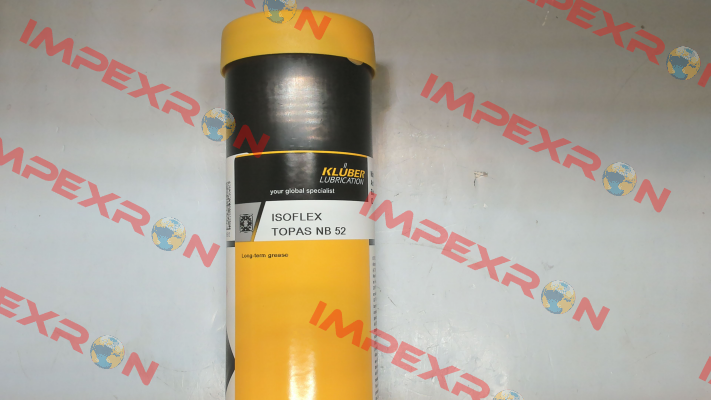 KLÜBER
LUBRICATION
your global specialist
ISOFLEX
TOPAS NB 52
Long-term grease
IMPEXRON
IMPEXRON
IMPEXRON
IMPEXRON
IMPEXRON
IMPEXRON
IMPEXRON